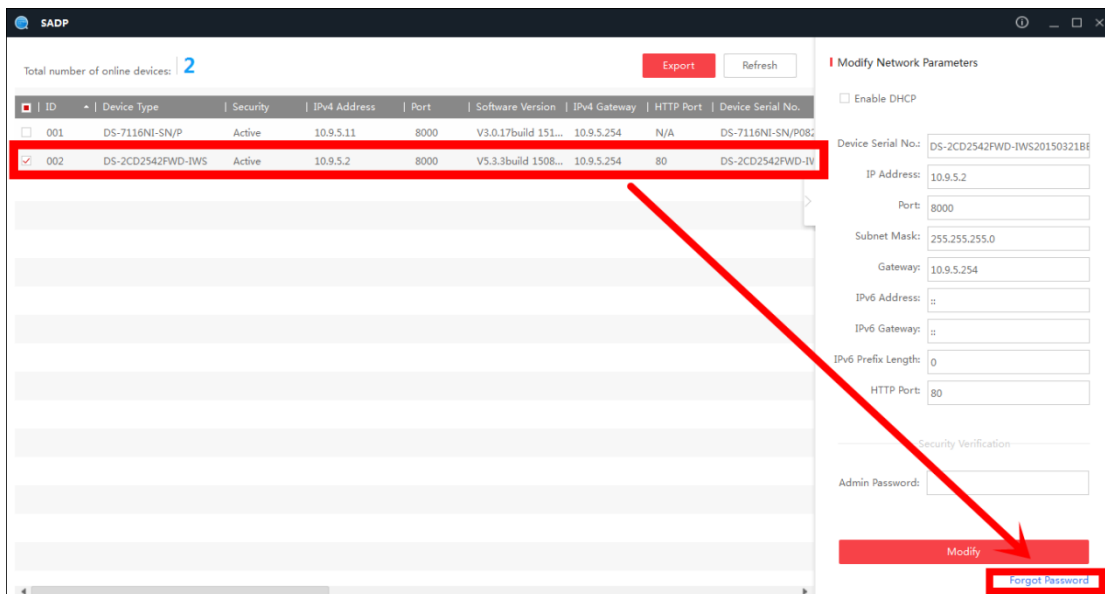 SADP
Total number of online devices: 2
Export
Refresh
ID Device Type Security IPv4 Address Port Software Version IPv4 Gateway HTTP Port Device Serial No.
001 DS-7116NI-SN/P Active 10.9.5.11 8000 V3.0.17build 151... 10.9.5.254 N/A DS-7116NI-SN/P082
002 DS-2CD2542FWD-IWS Active 10.9.5.2 8000 V5.3.3build 1508... 10.9.5.254 80 DS-2CD2542FWD-IV
Modify Network Parameters
Enable DHCP
Device Serial No.: DS-2CD2542FWD-IWS20150321BE
IP Address: 10.9.5.2
Port: 8000
Subnet Mask: 255.255.255.0
Gateway: 10.9.5.254
IPv6 Address: ::
IPv6 Gateway: ::
IPv6 Prefix Length: 0
HTTP Port: 80
Security Verification
Admin Password:
Modify
Forgot Password